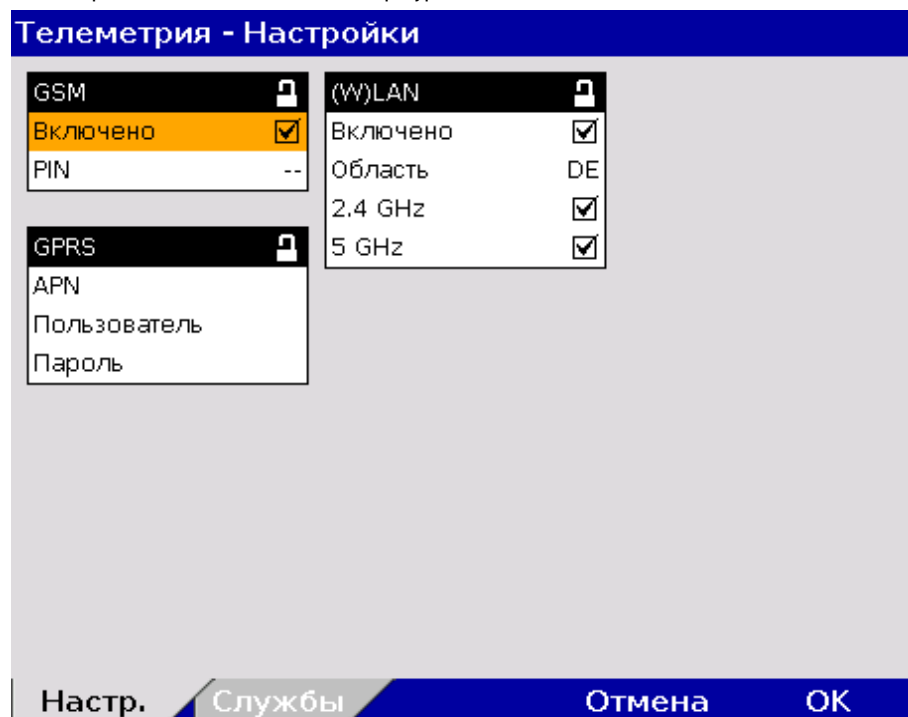 Телеметрия - Настройки
GSM
Включено
PIN --
GPRS
APN
Пользователь
Пароль
(W)LAN
Включено
Область DE
2.4 GHz
5 GHz
Настр. Службы Отмена OK